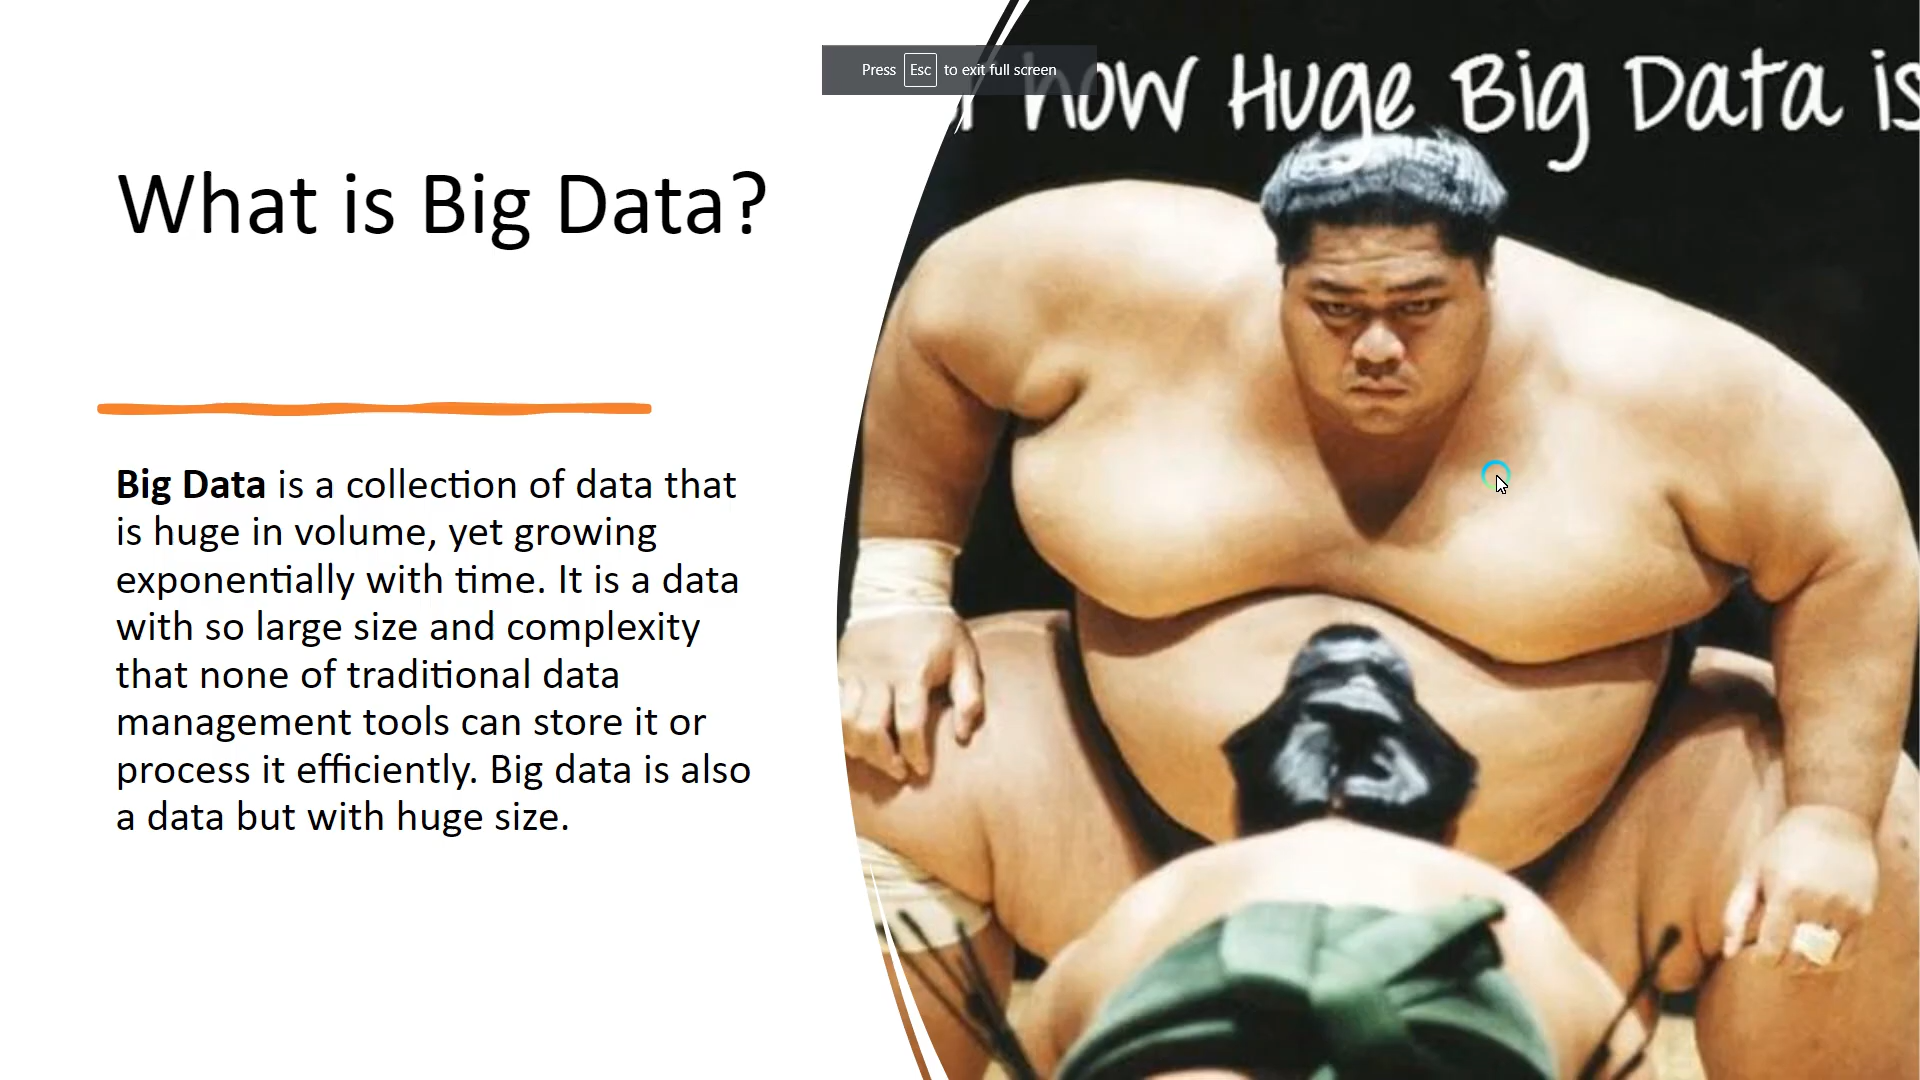 Press Esc to exit full screen
how Huge Big Data is
What is Big Data?
Big Data is a collection of data that
is huge in volume, yet growing
exponentially with time. It is a data
with so large size and complexity
that none of traditional data
management tools can store it or
process it efficiently. Big data is also
a data but with huge size.